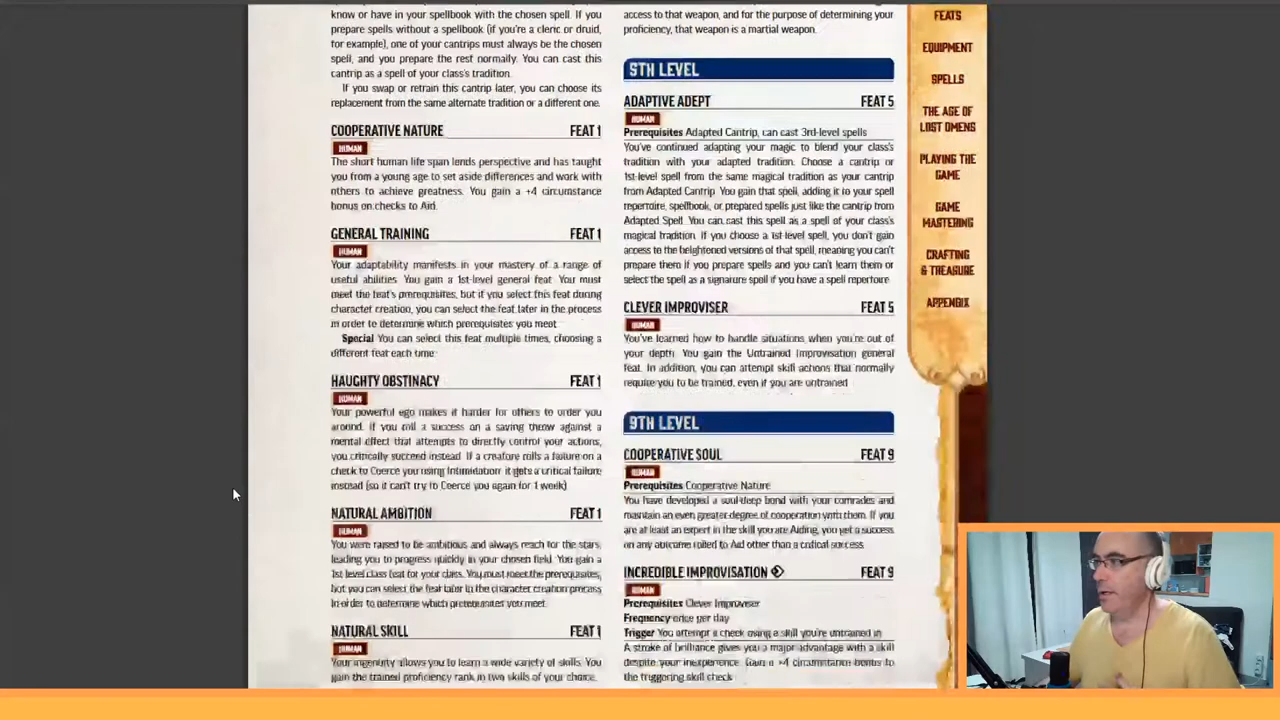 know or have in your spellbook with the chosen spell. If you
prepare spells without a spellbook (if you're a cleric or druid,
for example), one of your cantrips must always be the chosen
spell, and you prepare the rest normally. You can cast this
cantrip as a spell of your class's tradition.
If you swap or retrain this cantrip later, you can choose its
replacement from the same alternate tradition or a different one.
COOPERATIVE NATURE FEAT 1
HUMAN
The short human life span lends perspective and has taught
you from a young age to set aside differences and work with
others to achieve greatness. You gain a +4 circumstance
bonus on checks to Aid.
GENERAL TRAINING FEAT 1
HUMAN
Your adaptability manifests in your mastery of a range of
useful abilities. You gain a 1st-level general feat. You must
meet the feat's prerequisites, but if you select this feat during
character creation, you can select the feat later in the process
in order to determine which prerequisites you meet.
Special You can select this feat multiple times, choosing a
different feat each time.
HAUGHTY OBSTINACY FEAT 1
HUMAN
Your powerful ego makes it harder for others to order you
around. If you roll a success on a saving throw against a
mental effect that attempts to directly control your actions,
you critically succeed instead. If a creature rolls a failure on a
check to Coerce you using Intimidation, it gets a critical failure
instead (so it can't try to Coerce you again for 1 week).
NATURAL AMBITION FEAT 1
HUMAN
You were raised to be ambitious and always reach for the stars,
leading you to progress quickly in your chosen field. You gain a
1st-level class feat for your class. You must meet the prerequisites,
but you can select the feat later in the character creation process
in order to determine which prerequisites you meet.
NATURAL SKILL FEAT 1
HUMAN
Your ingenuity allows you to learn a wide variety of skills. You
gain the trained proficiency rank in two skills of your choice.
access to that weapon, and for the purpose of determining your
proficiency, that weapon is a martial weapon.
5TH LEVEL
ADAPTIVE ADEPT FEAT 5
HUMAN
Prerequisites Adapted Cantrip, can cast 3rd-level spells
You've continued adapting your magic to blend your class's
tradition with your adapted tradition. Choose a cantrip or
1st-level spell from the same magical tradition as your cantrip
from Adapted Cantrip. You gain that spell, adding it to your spell
repertoire, spellbook, or prepared spells just like the cantrip from
Adapted Spell. You can cast this spell as a spell of your class's
magical tradition. If you choose a 1st-level spell, you don't gain
access to the heightened versions of that spell, meaning you can't
prepare them if you prepare spells and you can't learn them or
select the spell as a signature spell if you have a spell repertoire.
CLEVER IMPROVISER FEAT 5
HUMAN
You've learned how to handle situations when you're out of
your depth. You gain the Untrained Improvisation general
feat. In addition, you can attempt skill actions that normally
require you to be trained, even if you are untrained.
9TH LEVEL
COOPERATIVE SOUL FEAT 9
HUMAN
Prerequisites Cooperative Nature
You have developed a soul-deep bond with your comrades and
maintain an even greater degree of cooperation with them. If you
are at least an expert in the skill you are Aiding, you get a success
on any outcome rolled to Aid other than a critical success.
INCREDIBLE IMPROVISATION FEAT 9
HUMAN
Prerequisites Clever Improviser
Frequency once per day
Trigger You attempt a check using a skill you're untrained in.
A stroke of brilliance gives you a major advantage with a skill
despite your inexperience. Gain a +4 circumstance bonus to
the triggering skill check.
FEATS
EQUIPMENT
SPELLS
THE AGE OF
LOST OMENS
PLAYING THE
GAME
GAME
MASTERING
CRAFTING
& TREASURE
APPENDIX